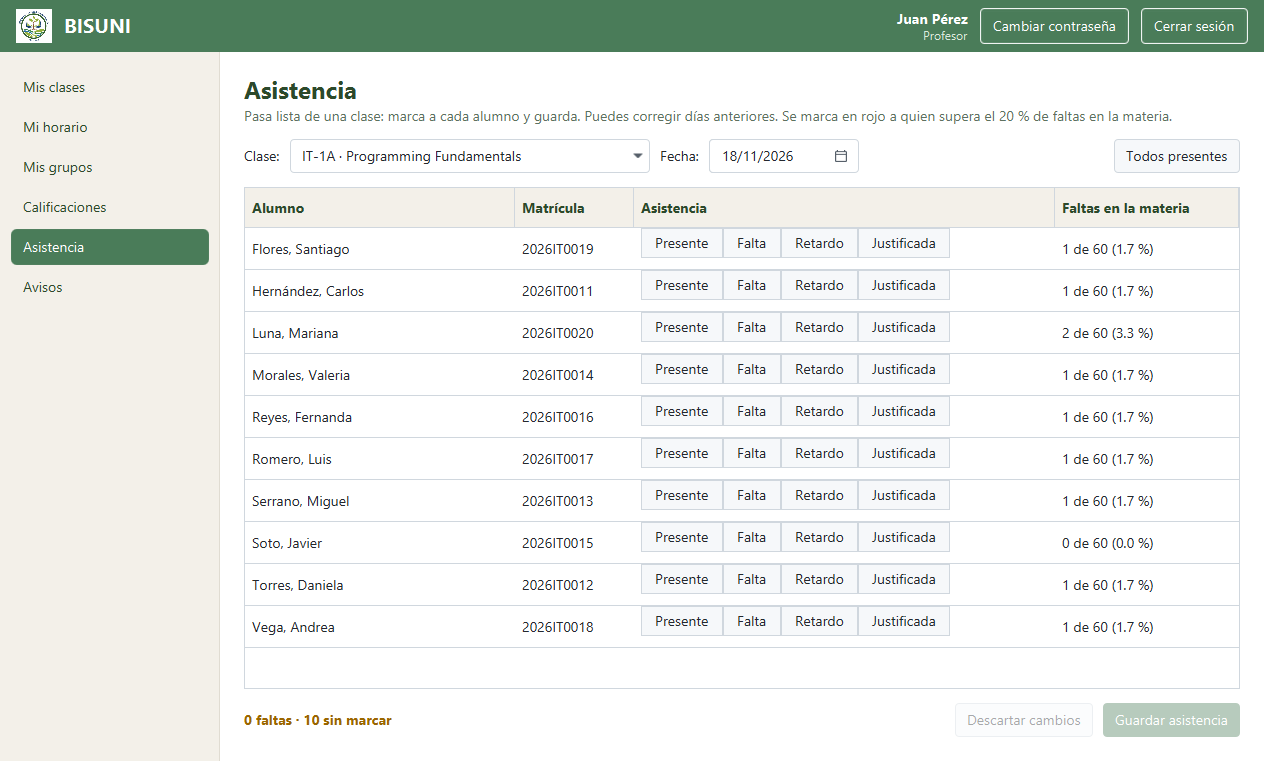 BISUNI
Juan Pérez
Profesor
Cambiar contraseña
Cerrar sesión
Mis clases
Mi horario
Mis grupos
Calificaciones
Asistencia
Avisos
Asistencia
Pasa lista de una clase: marca a cada alumno y guarda. Puedes corregir días anteriores. Se marca en rojo a quien supera el 20 % de faltas en la materia.
Clase: IT-1A · Programming Fundamentals Fecha: 18/11/2026 Todos presentes
Alumno Matrícula Asistencia Faltas en la materia
Flores, Santiago 2026IT0019 Presente Falta Retardo Justificada 1 de 60 (1.7 %)
Hernández, Carlos 2026IT0011 Presente Falta Retardo Justificada 1 de 60 (1.7 %)
Luna, Mariana 2026IT0020 Presente Falta Retardo Justificada 2 de 60 (3.3 %)
Morales, Valeria 2026IT0014 Presente Falta Retardo Justificada 1 de 60 (1.7 %)
Reyes, Fernanda 2026IT0016 Presente Falta Retardo Justificada 1 de 60 (1.7 %)
Romero, Luis 2026IT0017 Presente Falta Retardo Justificada 1 de 60 (1.7 %)
Serrano, Miguel 2026IT0013 Presente Falta Retardo Justificada 1 de 60 (1.7 %)
Soto, Javier 2026IT0015 Presente Falta Retardo Justificada 0 de 60 (0.0 %)
Torres, Daniela 2026IT0012 Presente Falta Retardo Justificada 1 de 60 (1.7 %)
Vega, Andrea 2026IT0018 Presente Falta Retardo Justificada 1 de 60 (1.7 %)
0 faltas · 10 sin marcar Descartar cambios Guardar asistencia